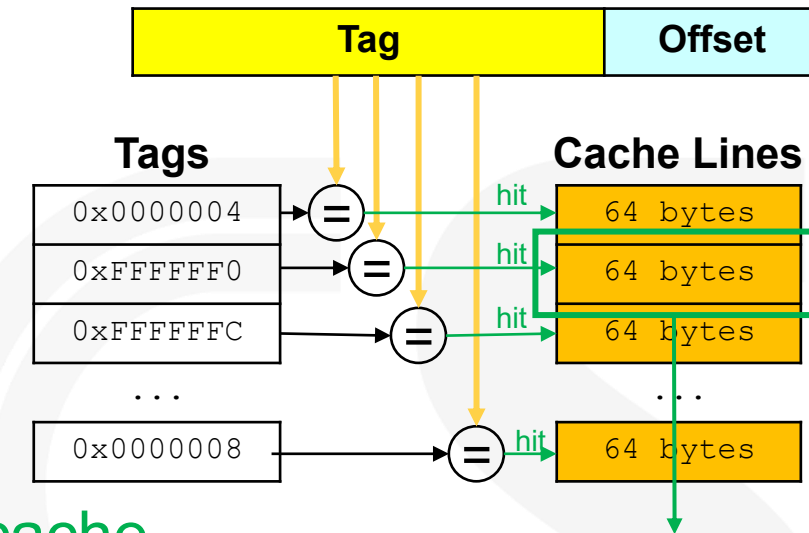 Tag Offset
Tags Cache Lines
0x0000004 = hit 64 bytes
0xFFFFFF0 = hit 64 bytes
0xFFFFFFC = hit 64 bytes
... ...
0x0000008 = hit 64 bytes
cache